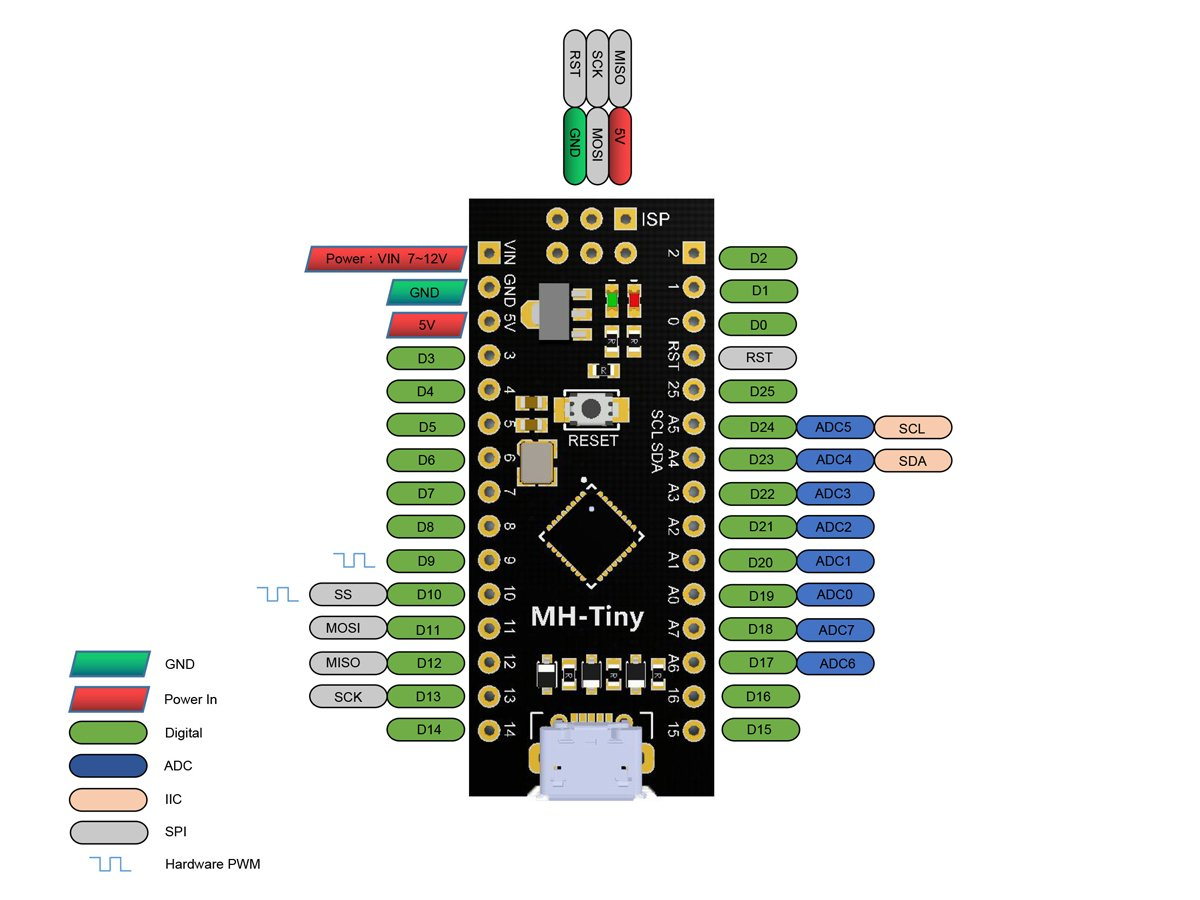 RST SCK MISO
GND MOSI 5V
ISP
Power : VIN 7~12V VIN 2 D2
GND GND 1 D1
5V 5V 0 D0
D3 3 RST RST
D4 4 25 D25
D5 5 A5 D24 ADC5 SCL
D6 6 A4 D23 ADC4 SDA
SCL SDA
R R
R
RESET
D7 7 A3 D22 ADC3
D8 8 A2 D21 ADC2
D9 9 A1 D20 ADC1
SS D10 10 A0 D19 ADC0
MH-Tiny
MOSI D11 11 A7 D18 ADC7
MISO D12 12 A6 D17 ADC6
R R R
SCK D13 13 16 D16
D14 14 15 D15
GND
Power In
Digital
ADC
IIC
SPI
Hardware PWM